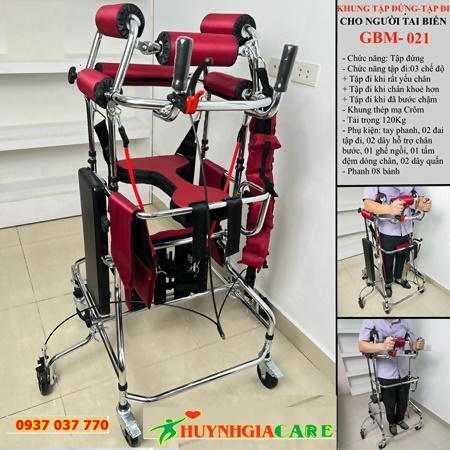 KHUNG TẬP ĐỨNG-TẬP ĐI
CHO NGƯỜI TAI BIẾN
GBM- 021
- Chức năng: Tập đứng
- Chức năng tập đi:03 chế độ
+ Tập đi khi rất yếu chân
+ Tập đi khi chân khoẻ hơn
+ Tập đi khi đã bước chậm
- Khung thép mạ Crôm
- Tải trọng 120Kg
- Phụ kiện: tay phanh, 02 đai
tập đi, 02 dây hỗ trợ chân
bước, 01 ghế ngồi, 01 tấm
đệm dóng chân, 02 dây quấn
- Phanh 08 bánh
0937 037 770
HUYNHGIACARE